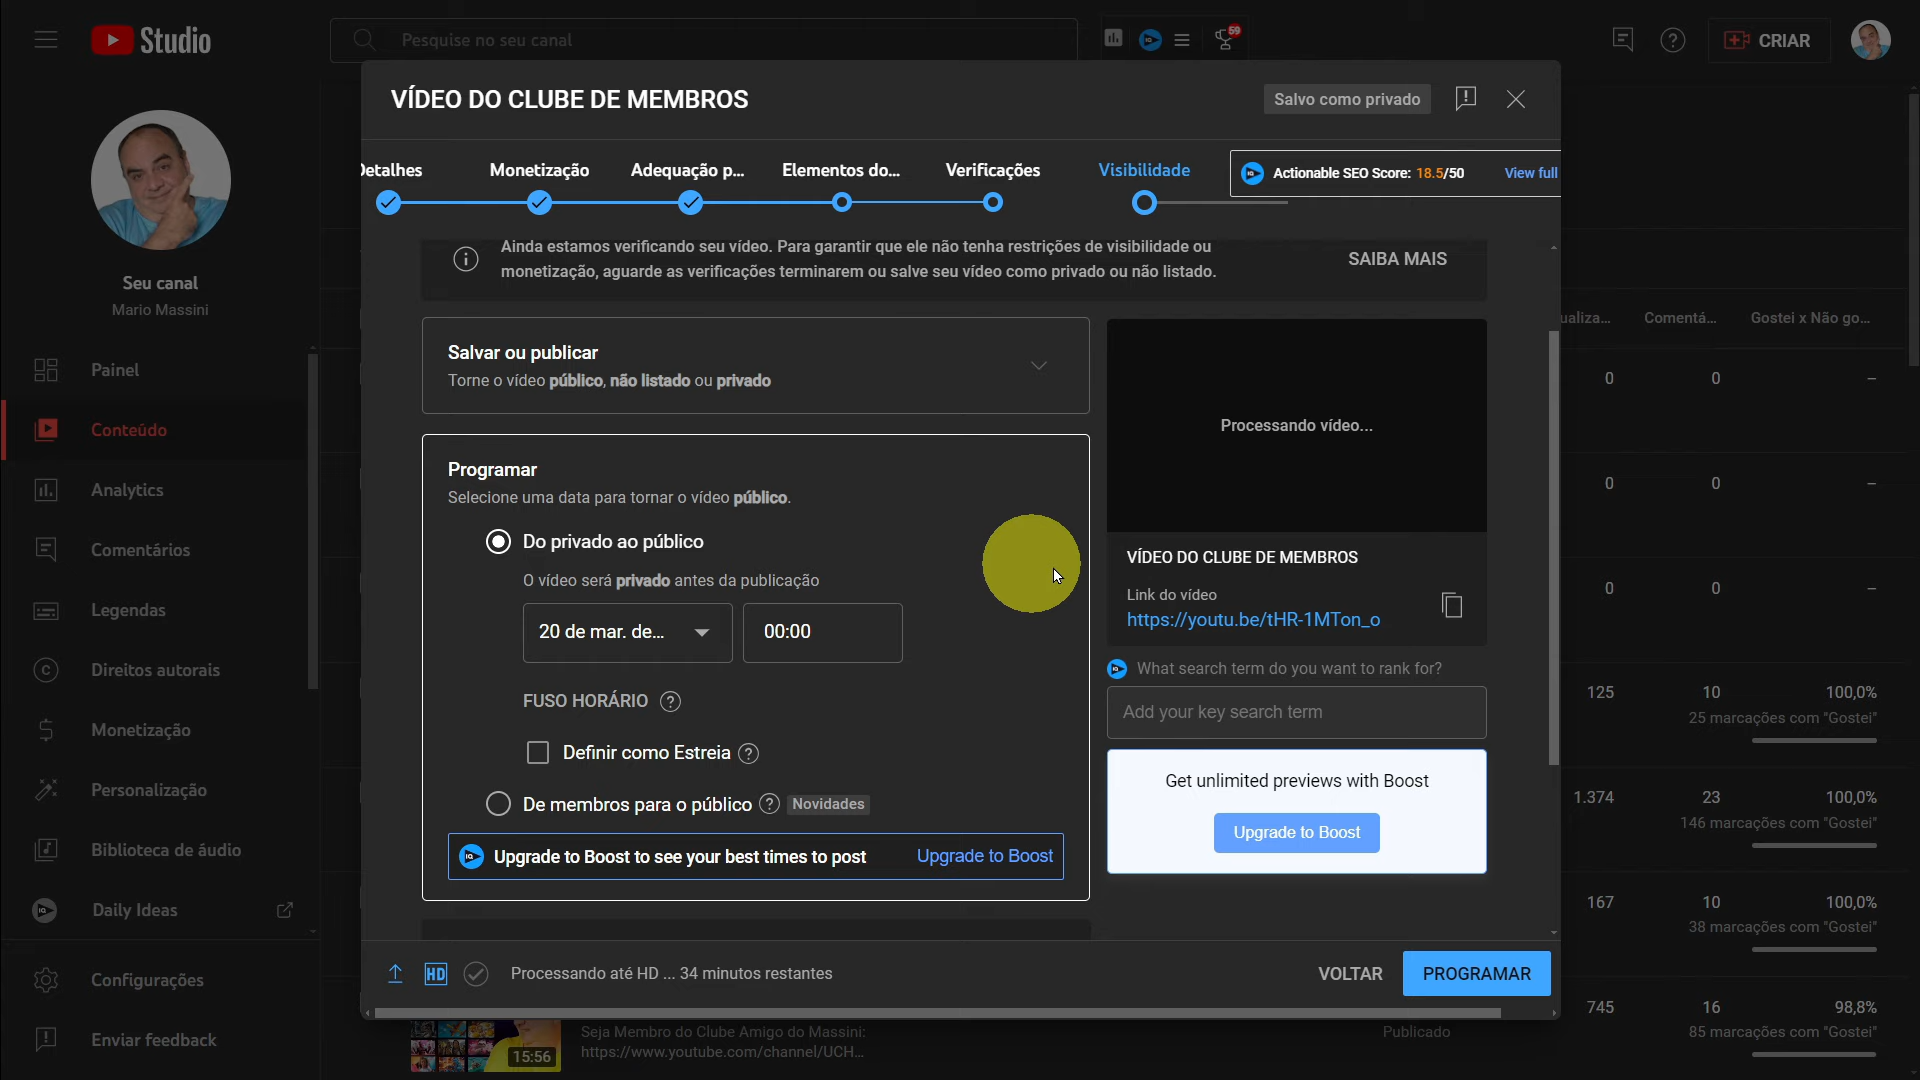 Studio
Pesquise no seu canal
59
CRIAR
Seu canal
Mario Massini
Painel
Conteúdo
Analytics
Comentários
Legendas
Direitos autorais
Monetização
Personalização
Biblioteca de áudio
Daily Ideas
Configurações
Enviar feedback
VÍDEO DO CLUBE DE MEMBROS
Salvo como privado
Detalhes
Monetização
Adequação p...
Elementos do...
Verificações
Visibilidade
Actionable SEO Score: 18.5/50
View full
Ainda estamos verificando seu vídeo. Para garantir que ele não tenha restrições de visibilidade ou
monetização, aguarde as verificações terminarem ou salve seu vídeo como privado ou não listado.
SAIBA MAIS
Salvar ou publicar
Torne o vídeo público, não listado ou privado
Programar
Selecione uma data para tornar o vídeo público.
Do privado ao público
O vídeo será privado antes da publicação
20 de mar. de...
00:00
FUSO HORÁRIO ?
Definir como Estreia ?
De membros para o público ? Novidades
Upgrade to Boost to see your best times to post
Upgrade to Boost
Processando vídeo...
VÍDEO DO CLUBE DE MEMBROS
Link do vídeo
https://youtu.be/tHR-1MTon_o
What search term do you want to rank for?
Add your key search term
Get unlimited previews with Boost
Upgrade to Boost
HD
Processando até HD ... 34 minutos restantes
VOLTAR
PROGRAMAR
ualiza...
Comentá...
Gostei x Não go...
0
0
–
0
0
–
0
0
–
125
10
100,0%
25 marcações com "Gostei"
1.374
23
100,0%
146 marcações com "Gostei"
167
10
100,0%
38 marcações com "Gostei"
745
16
98,8%
85 marcações com "Gostei"
15:56
Seja Membro do Clube Amigo do Massini:
https://www.youtube.com/channel/UCH...
Publicado